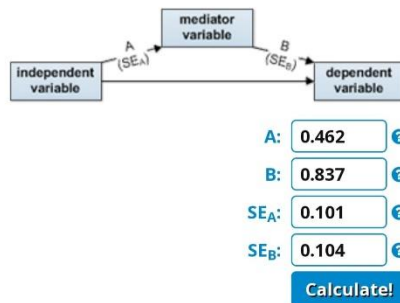 mediator
variable
A
(SEA)
B
(SEB)
independent
variable
dependent
variable
A: 0.462 ?
B: 0.837 ?
SEA: 0.101 ?
SEB: 0.104 ?
Calculate!